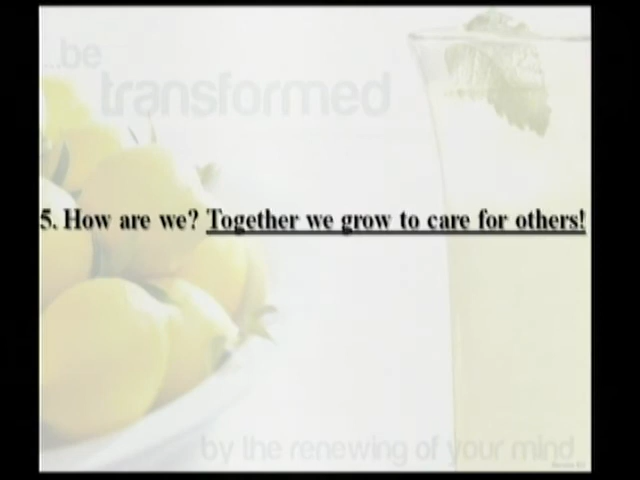 ...be
transformed
5. How are we? Together we grow to care for others!
by the renewing of your mind